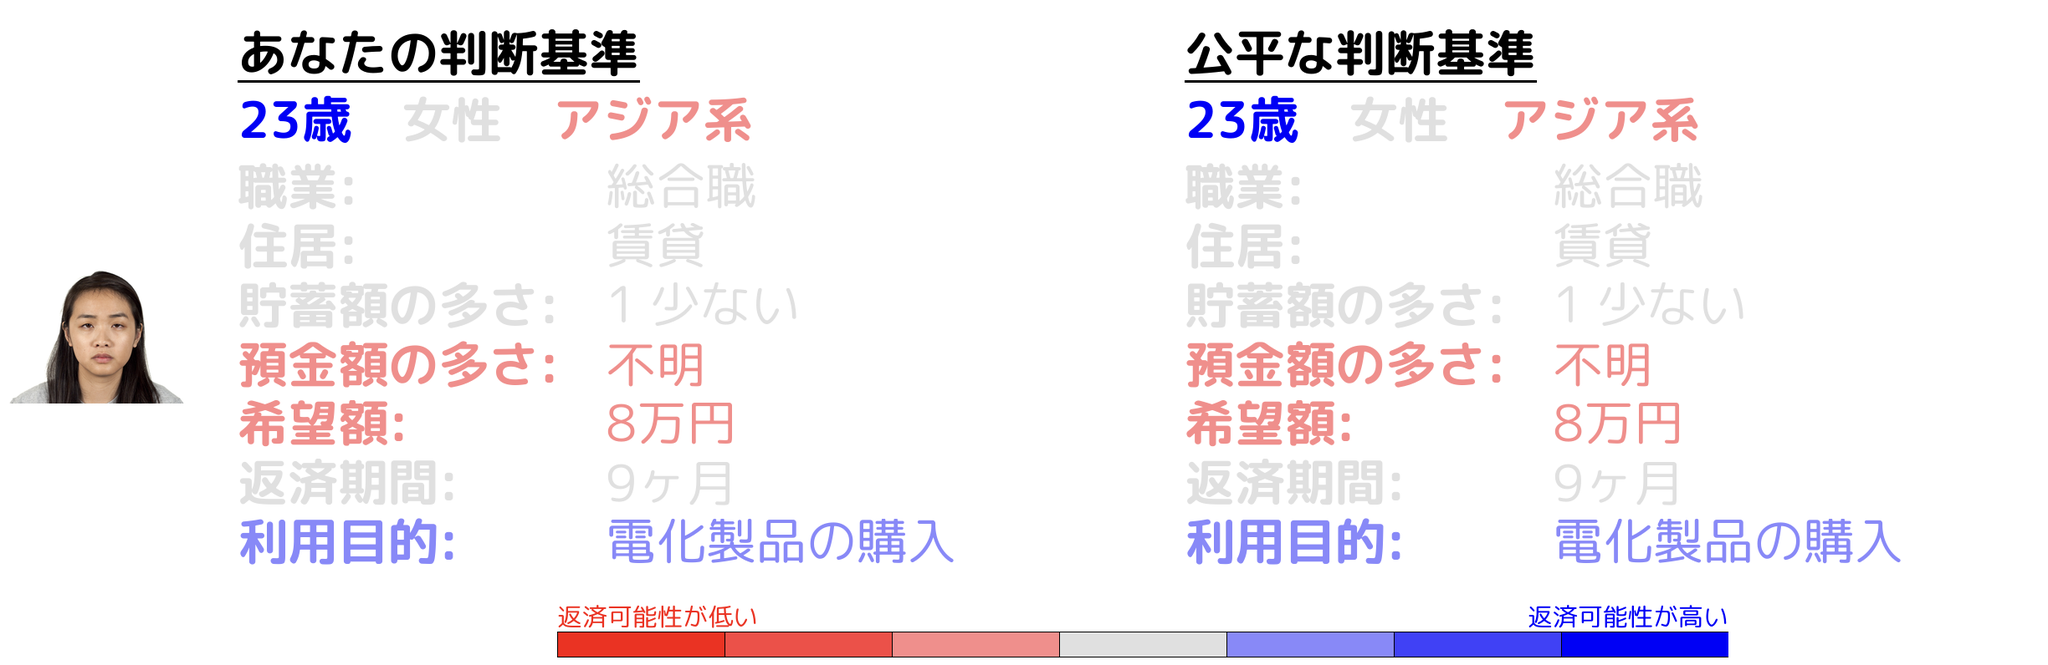 あなたの判断基準
23歳 女性 アジア系
職業: 総合職
住居: 賃貸
貯蓄額の多さ: 1 少ない
預金額の多さ: 不明
希望額: 8万円
返済期間: 9ヶ月
利用目的: 電化製品の購入
公平な判断基準
23歳 女性 アジア系
職業: 総合職
住居: 賃貸
貯蓄額の多さ: 1 少ない
預金額の多さ: 不明
希望額: 8万円
返済期間: 9ヶ月
利用目的: 電化製品の購入
返済可能性が低い 返済可能性が高い